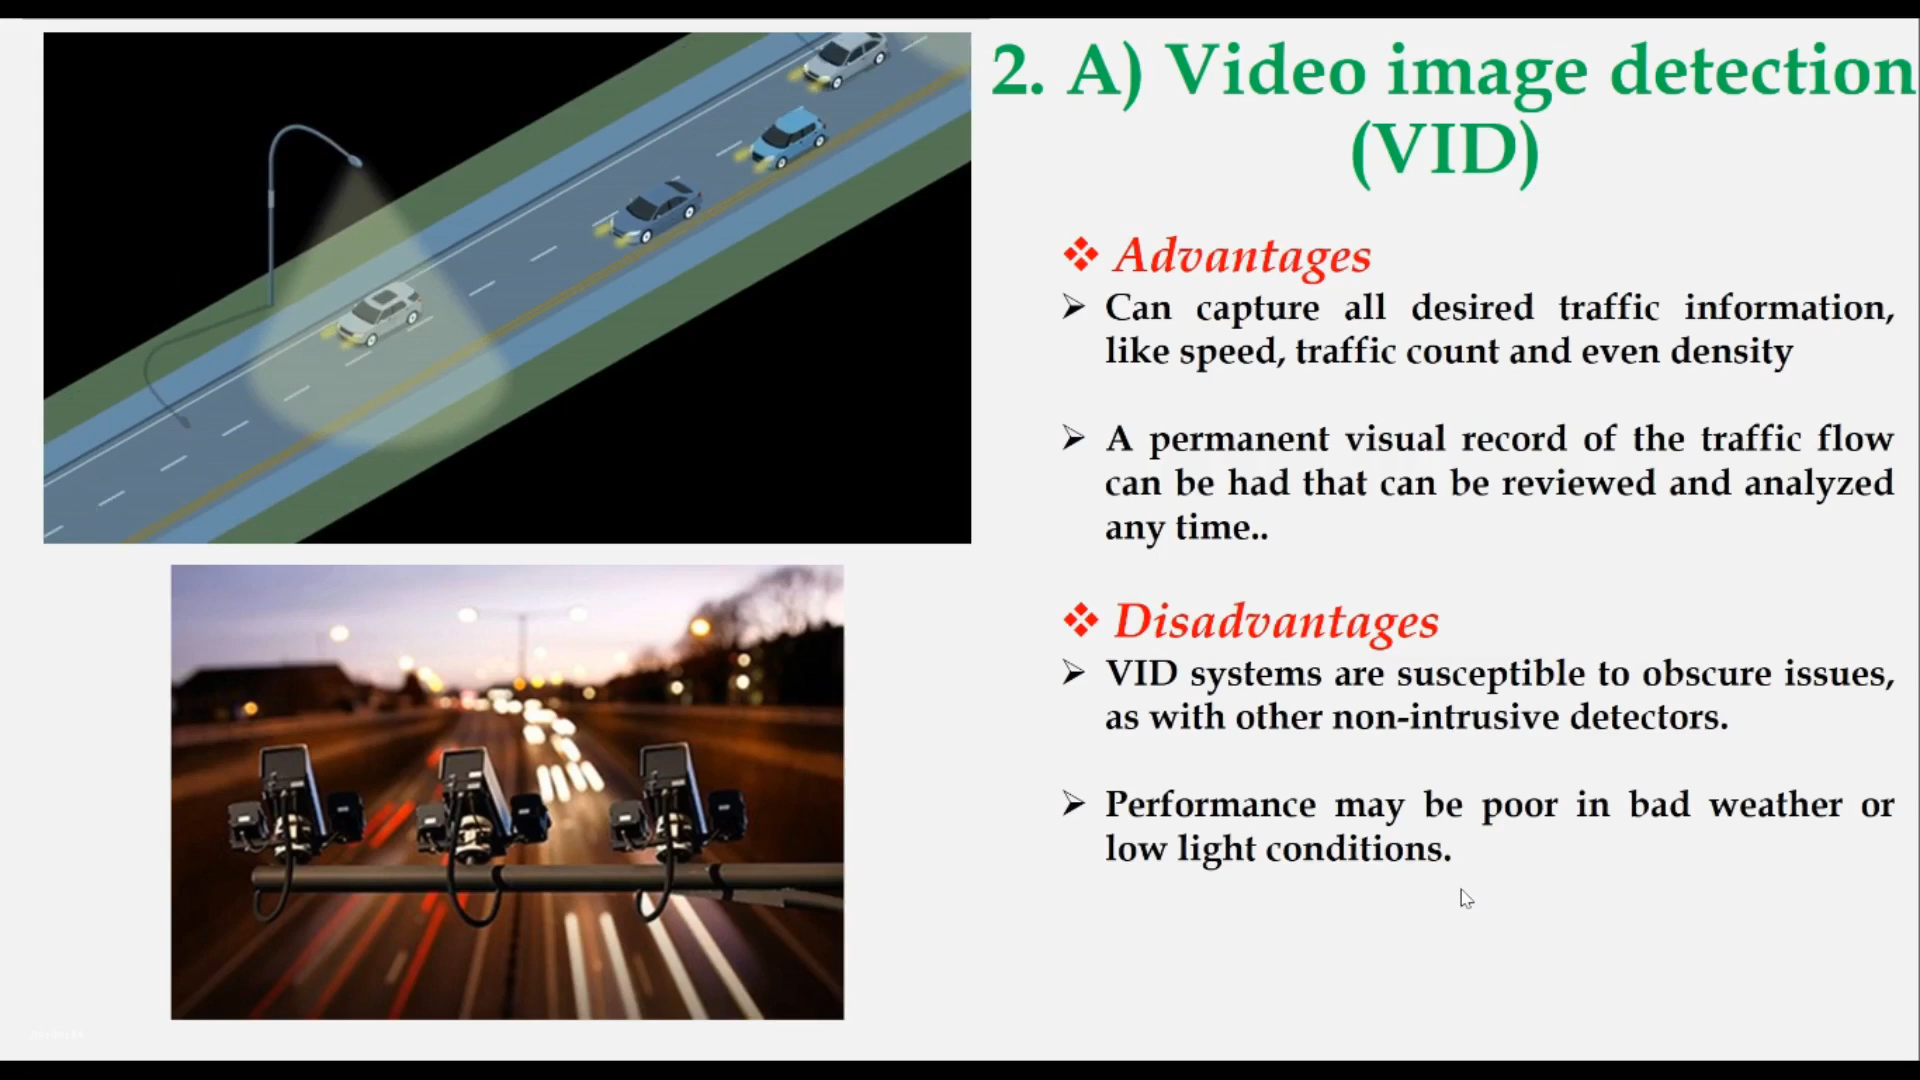 2. A) Video image detection
(VID)
❖ Advantages
➢ Can capture all desired traffic information,
like speed, traffic count and even density
➢ A permanent visual record of the traffic flow
can be had that can be reviewed and analyzed
any time..
❖ Disadvantages
➢ VID systems are susceptible to obscure issues,
as with other non-intrusive detectors.
➢ Performance may be poor in bad weather or
low light conditions.